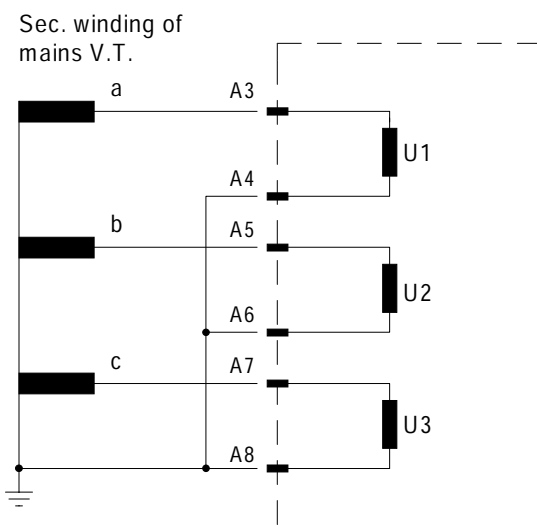 Sec. winding of
mains V.T.
a
A3
U1
A4
b
A5
U2
A6
c
A7
U3
A8